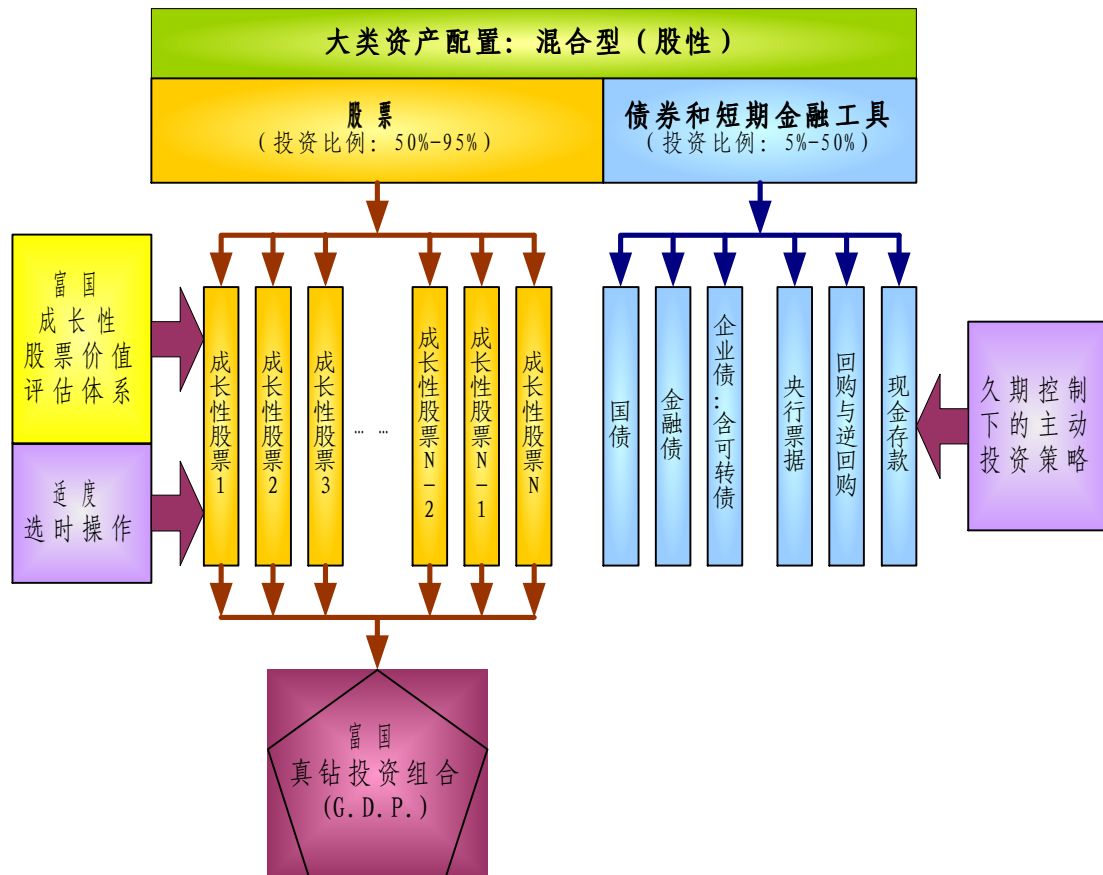 大类资产配置：混合型（股性）
股票
（投资比例：50%-95%）
债券和短期金融工具
（投资比例：5%-50%）
富国
成长性
股票价值
评估体系
适度
选时操作
成长性股票1
成长性股票2
成长性股票3
… …
成长性股票N-2
成长性股票N-1
成长性股票N
国债
金融债
企业债：含可转债
央行票据
回购与逆回购
现金存款
久期控制
下的主动
投资策略
富国
真钻投资组合
(G.D.P.)